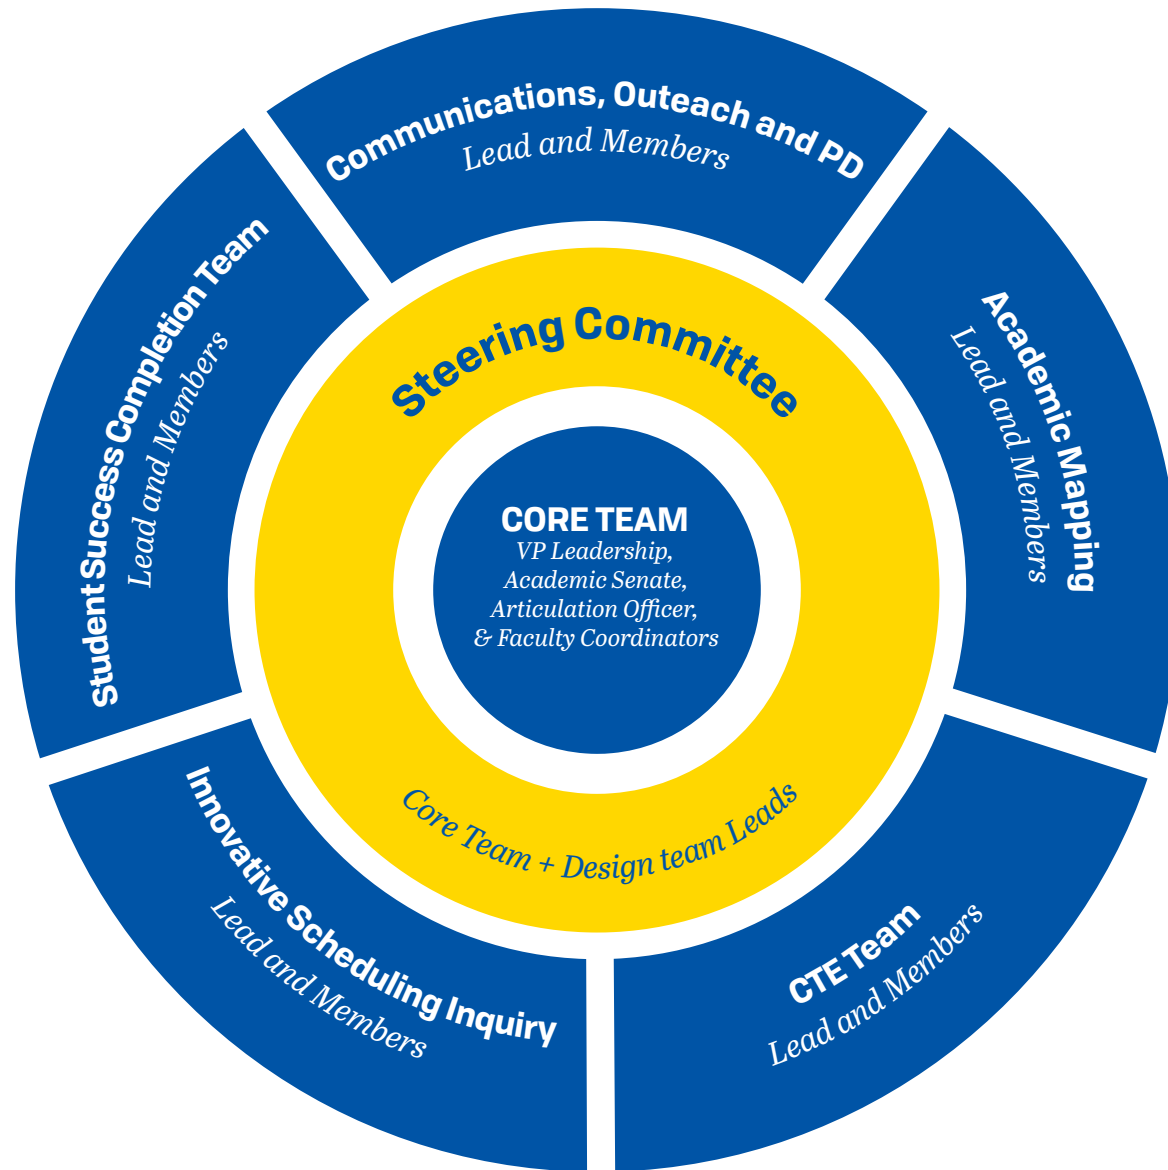 Communications, Outeach and PD
Lead and Members
Academic Mapping
Lead and Members
CTE Team
Lead and Members
Innovative Scheduling Inquiry
Lead and Members
Student Success Completion Team
Lead and Members
Steering Committee
Core Team + Design team Leads
CORE TEAM
VP Leadership,
Academic Senate,
Articulation Officer,
& Faculty Coordinators